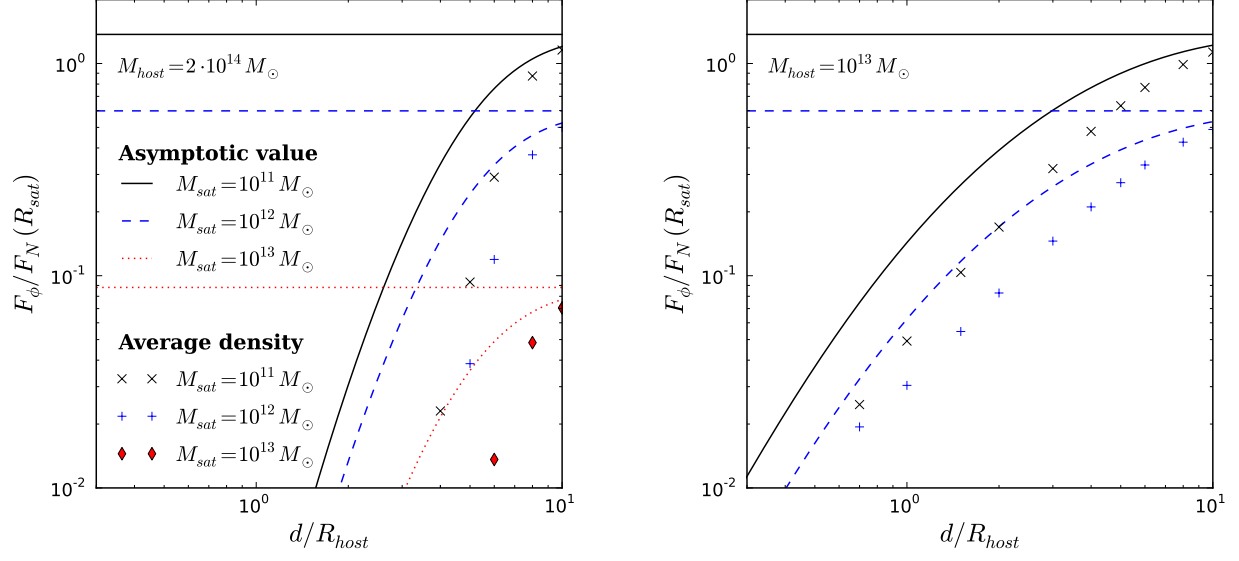 M_host=2·10^14 M_⊙
Asymptotic value
M_sat=10^11 M_⊙
M_sat=10^12 M_⊙
M_sat=10^13 M_⊙
Average density
M_sat=10^11 M_⊙
M_sat=10^12 M_⊙
M_sat=10^13 M_⊙
F_ϕ/F_N(R_sat)
10^0
10^-1
10^-2
10^0
10^1
d/R_host
M_host=10^13 M_⊙
F_ϕ/F_N(R_sat)
10^0
10^-1
10^-2
10^0
10^1
d/R_host